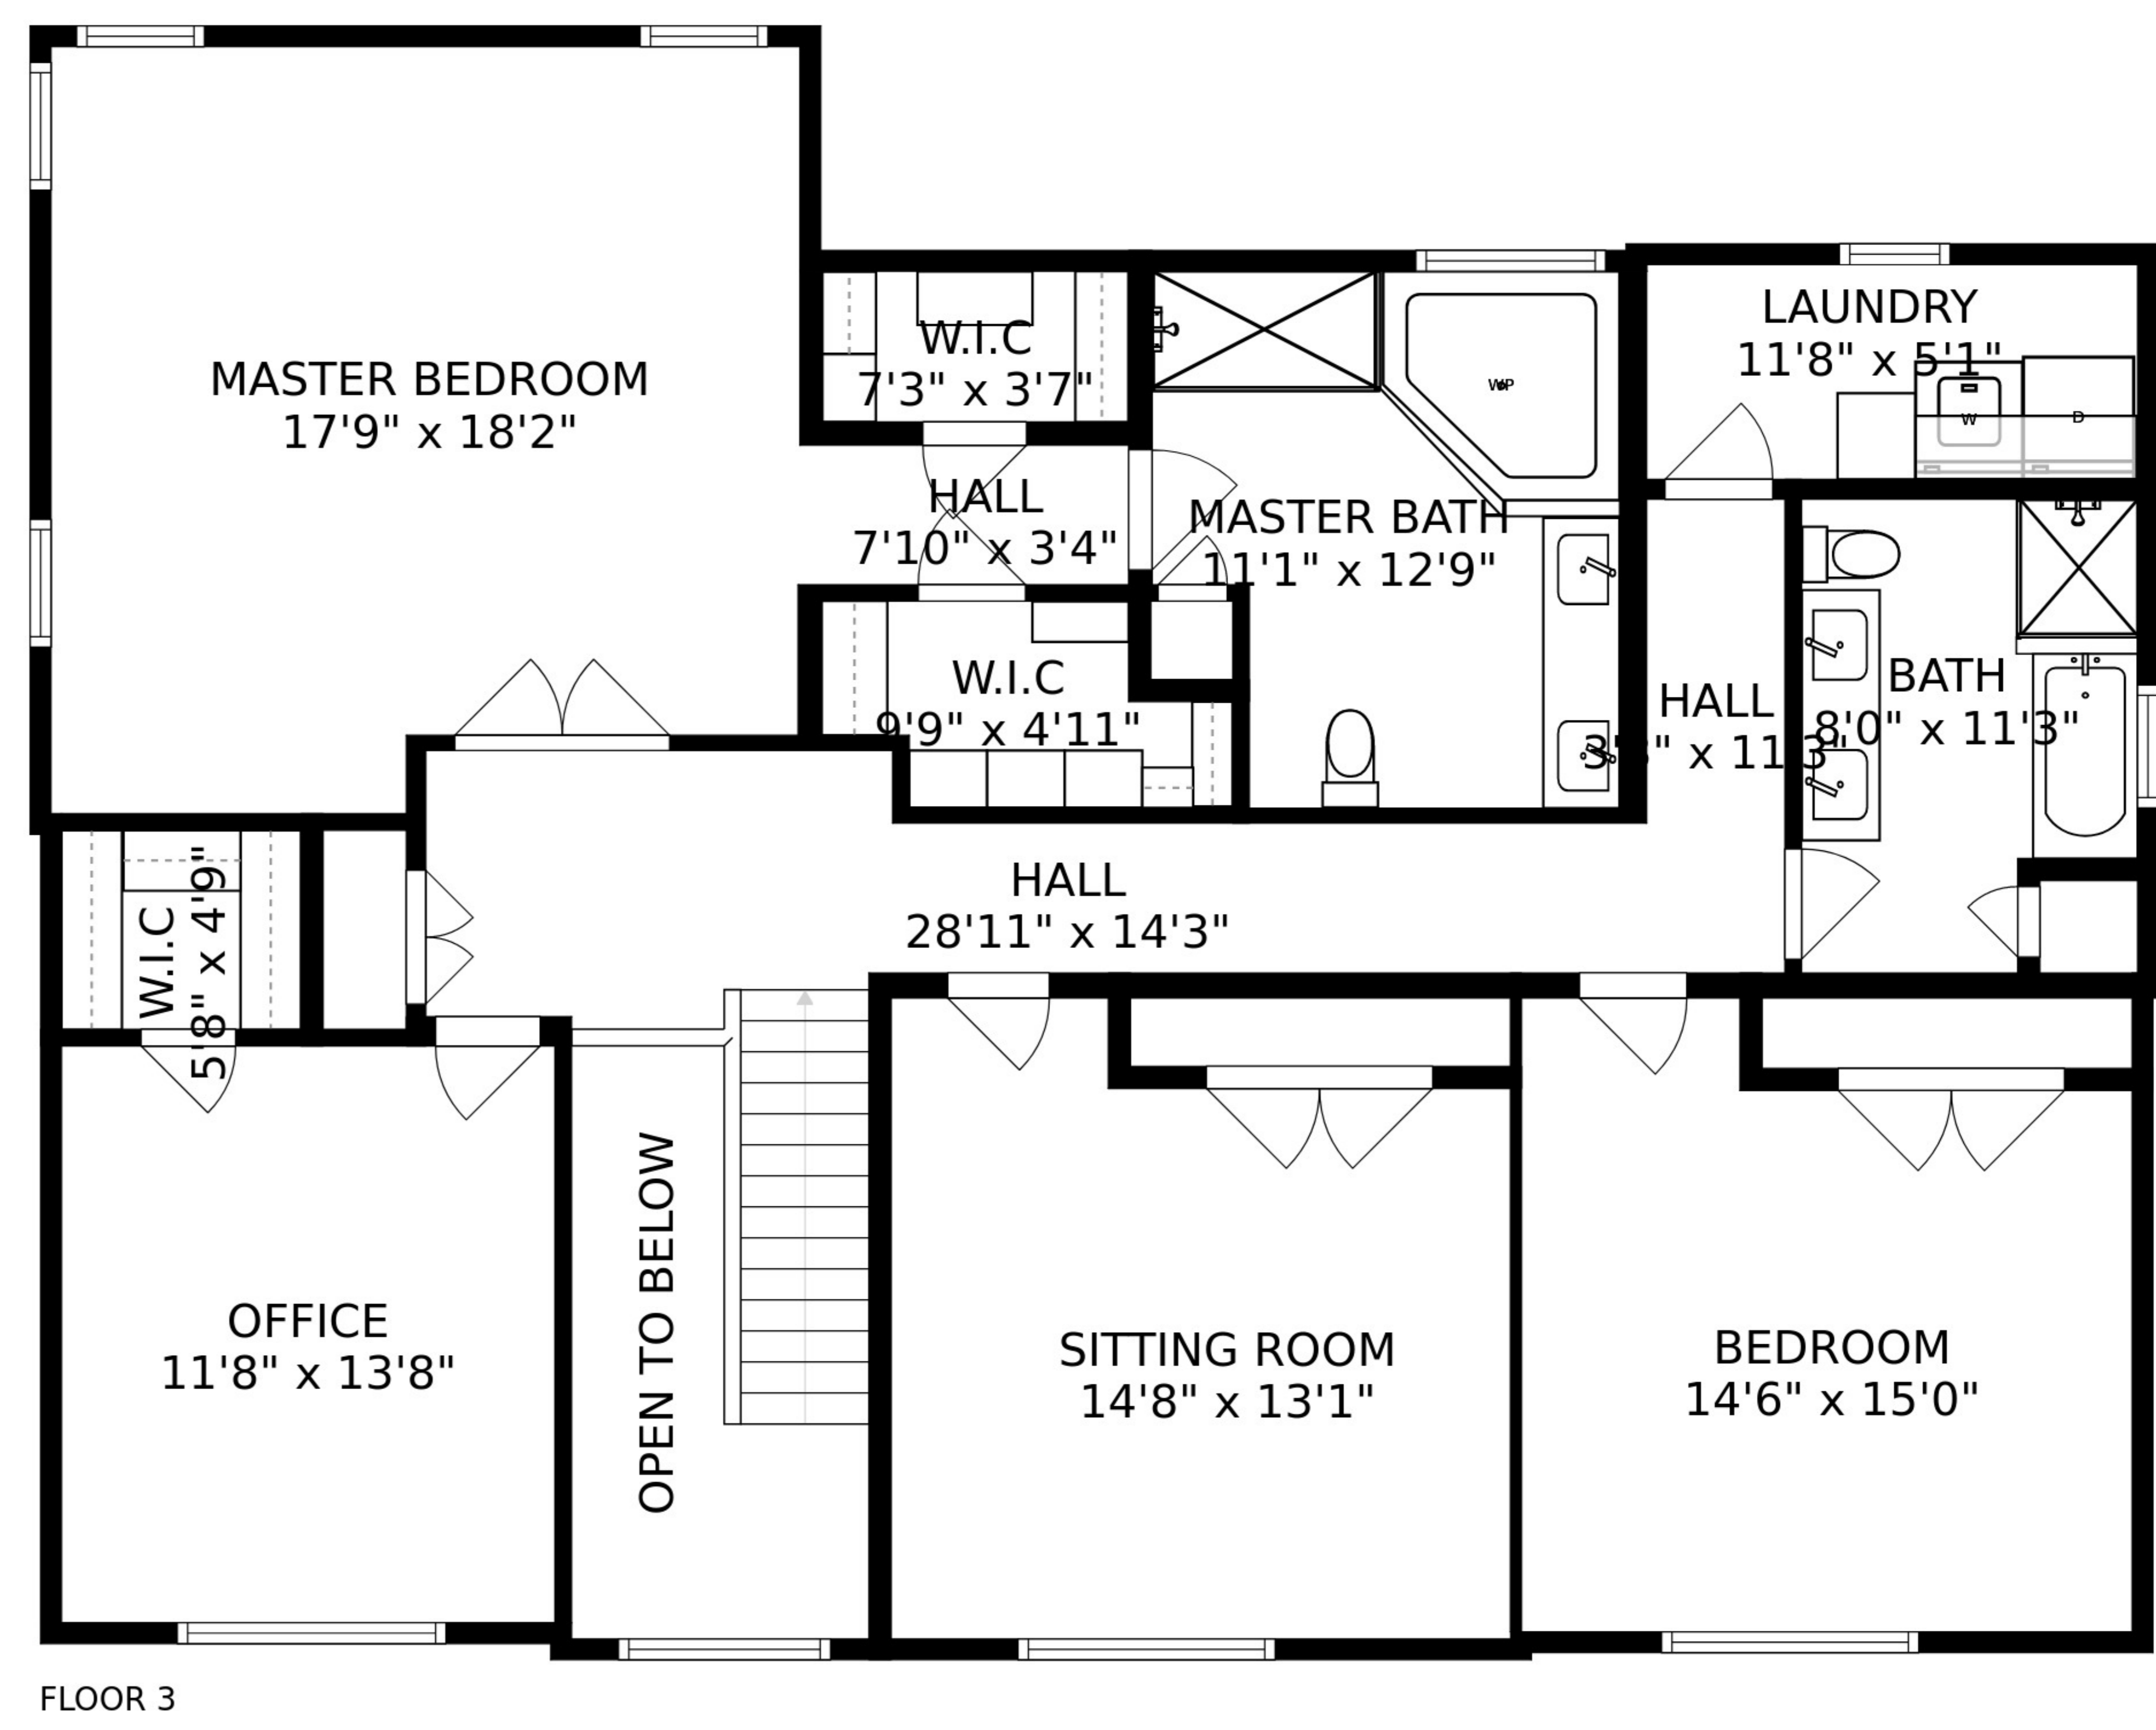 MASTER BEDROOM
17'9" x 18'2"
W.I.C
7'3" x 3'7"
HALL
7'10" x 3'4"
MASTER BATH
11'1" x 12'9"
WP
LAUNDRY
11'8" x 5'1"
W
D
W.I.C
9'9" x 4'11"
HALL
x 11'3"
BATH
8'0" x 11'3"
W.I.C
5'8" x 4'9"
HALL
28'11" x 14'3"
OFFICE
11'8" x 13'8"
OPEN TO BELOW
SITTING ROOM
14'8" x 13'1"
BEDROOM
14'6" x 15'0"
FLOOR 3